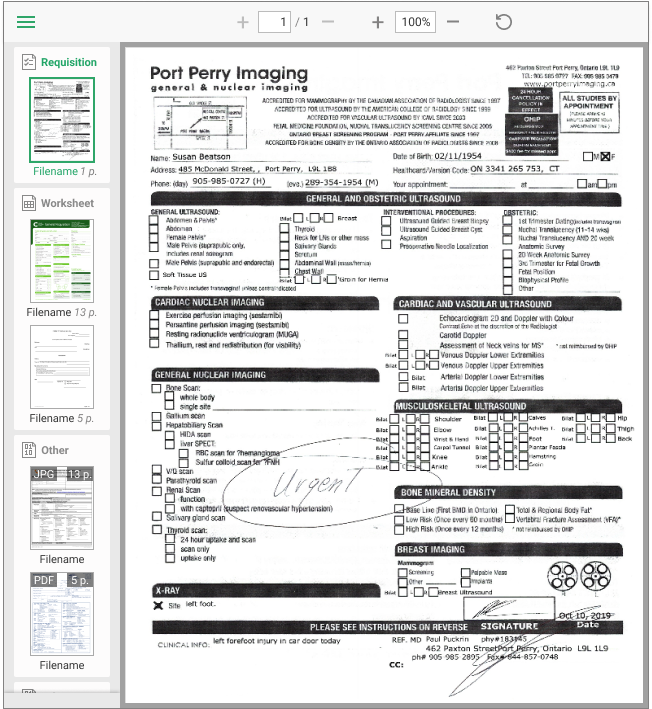 1 / 1
100%
Requisition
Filename 1 p.
Worksheet
Filename 13 p.
Filename 5 p.
Other
JPG 13 p.
Filename
PDF 5 p.
Filename
Port Perry Imaging
general & nuclear imaging
462 Paxton Street Port Perry, Ontario L9L 1L9
TEL: 905 985 0727 FAX: 905 985 3479
www.portperryimaging.ca
ACCREDITED FOR MAMMOGRAPHY BY THE CANADIAN ASSOCIATION OF RADIOLOGIST SINCE 1997
ACCREDITED FOR ULTRASOUND BY THE AMERICAN COLLEGE OF RADIOLOGY SINCE 1999
ACCREDITED FOR VASCULAR ULTRASOUND BY ICAVL SINCE 2003
FETAL MEDICINE FOUNDATION, NUCHAL TRANSLUCENCY SCREENING CENTRE SINCE 2005
ONTARIO BREAST SCREENING PROGRAM - PORT PERRY AFFILIATE SINCE 1997
ACCREDITED FOR BONE DENSITY BY THE ONTARIO ASSOCIATION OF RADIOLOGISTS SINCE
24 HOUR
CANCELLATION
POLICY IN
EFFECT
OHIP
ALL STUDIES BY
APPOINTMENT
Name: Susan Beatson
Date of Birth: 02/11/1954
M F
Address: 485 McDonald Street, , Port Perry, L9L 1B8
Healthcare/Version Code: ON 3341 265 753, CT
Phone: (day) 905-985-0727 (H) (eve.) 289-354-1954 (M)
Your appointment: at am pm
GENERAL AND OBSTETRIC ULTRASOUND
GENERAL ULTRASOUND:
Abdomen & Pelvis*
Abdomen
Female Pelvis*
Male Pelvis (suprapubic only,
includes renal sonogram
Male Pelvis (suprapubic and endorectal)
Soft Tissue US
* Female Pelvis includes transvaginal unless contraindicated
Bilat L R Breast
Thyroid
Neck for LNs or other mass
Salivary Glands
Scrotum
Abdominal Wall (mass/hernia)
Chest Wall
Bilat L R *Groin for Hernia
INTERVENTIONAL PROCEDURES:
Ultrasound Guided Breast Biopsy
Ultrasound Guided Breast Cyst
Aspiration
Preoperative Needle Localization
OBSTETRIC:
1st Trimester Dating (includes transvaginal)
Nuchal Translucency (11-14 wks)
Nuchal Translucency AND 20 week
Anatomic Survey
20 Week Anatomic Survey
3rd Trimester for Fetal Growth
Fetal Position
Biophysical Profile
Other
CARDIAC NUCLEAR IMAGING
Exercise perfusion imaging (sestamibi)
Persantine perfusion imaging (sestamibi)
Resting radionuclide ventriculogram (MUGA)
Thallium, rest and redistribution (for viability)
CARDIAC AND VASCULAR ULTRASOUND
Echocardiogram 2D and Doppler with Colour
Contrast Echo at the discretion of the Radiologist
Carotid Doppler
Assessment of Neck veins for MS* * not reimbursed by OHIP
Bilat L R Venous Doppler Lower Extremities
Bilat L R Venous Doppler Upper Extremities
Bilat Arterial Doppler Lower Extremities
Bilat Arterial Doppler Upper Extremities
GENERAL NUCLEAR IMAGING
Bone Scan:
whole body
single site
Gallium scan
Hepatobiliary Scan
HIDA scan
liver SPECT:
RBC scan for ?hemangioma
Sulfur colloid scan for ?FNH
V/Q scan
Parathyroid scan
Renal Scan
function
with captopril (suspect renovascular hypertension)
Salivary gland scan
Thyroid scan:
24 hour uptake and scan
scan only
uptake only
Urgent
MUSCULOSKELETAL ULTRASOUND
Bilat L R Shoulder
Bilat L R Elbow
Bilat L R Wrist & Hand
Bilat L R Carpal Tunnel
Bilat L R Knee
Bilat L R Ankle
Bilat L R Calves
Bilat L R Achilles T.
Bilat L R Foot
Bilat L R Plantar Fascia
Bilat L R Hamstring
Bilat L R Groin
Bilat L R Hip
Bilat L R Thigh
Bilat L R Back
BONE MINERAL DENSITY
Base Line (First BMD in Ontario)
Low Risk (Once every 60 months)
High Risk (Once every 12 months)
Total & Regional Body Fat*
Vertebral Fracture Assessment (VFA)*
* not reimbursed by OHIP
BREAST IMAGING
Mammogram:
Screening
Other
Palpable Mass
Implants
Bilat L R Breast Ultrasound
X-RAY
Site left foot.
Oct 10, 2019
PLEASE SEE INSTRUCTIONS ON REVERSE SIGNATURE Date
CLINICAL INFO: left forefoot injury in car door today
REF. MD Paul Puckrin phy#183145
462 Paxton StreetPort Perry, Ontario L9L 1L9
ph# 905 985 2895 Fax# 844-857-0748
CC: